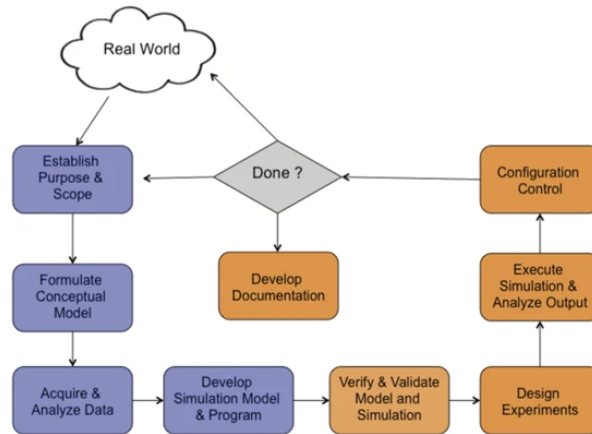 Real World
Establish
Purpose &
Scope
Done ?
Configuration
Control
Formulate
Conceptual
Model
Develop
Documentation
Execute
Simulation &
Analyze Output
Acquire &
Analyze Data
Develop
Simulation Model
& Program
Verify & Validate
Model and
Simulation
Design
Experiments